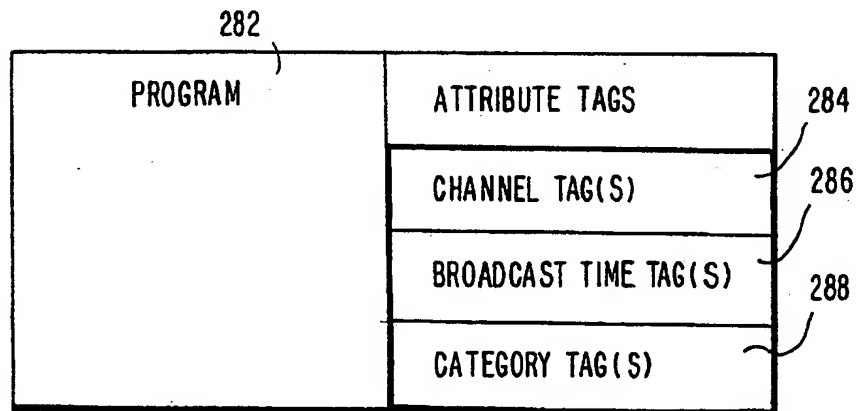 282
PROGRAM
ATTRIBUTE TAGS
284
CHANNEL TAG(S)
286
BROADCAST TIME TAG(S)
288
CATEGORY TAG(S)